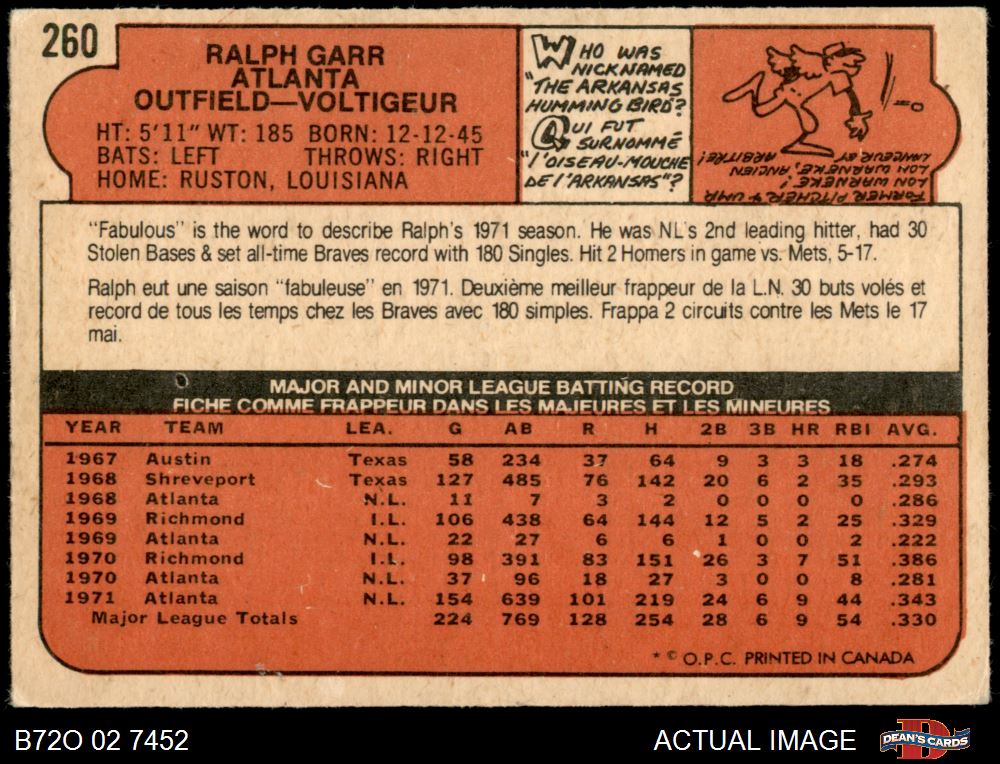 260
RALPH GARR
ATLANTA
OUTFIELD—VOLTIGEUR
HT: 5'11" WT: 185 BORN: 12-12-45
BATS: LEFT THROWS: RIGHT
HOME: RUSTON, LOUISIANA
WHO WAS
NICKNAMED
"THE ARKANSAS
HUMMING BIRD?
QUI FUT
SURNOMMÉ
"l'OISEAU-MOUCHE
DE l'ARKANSAS"?
FORMER PITCHER & UMP
LON WARNEKE!
LON WARNEKE, ANCIEN
LANCEUR ET ARBITRE!
"Fabulous" is the word to describe Ralph's 1971 season. He was NL's 2nd leading hitter, had 30
Stolen Bases & set all-time Braves record with 180 Singles. Hit 2 Homers in game vs. Mets, 5-17.
Ralph eut une saison "fabuleuse" en 1971. Deuxième meilleur frappeur de la L.N. 30 buts volés et
record de tous les temps chez les Braves avec 180 simples. Frappa 2 circuits contre les Mets le 17
mai.
MAJOR AND MINOR LEAGUE BATTING RECORD
FICHE COMME FRAPPEUR DANS LES MAJEURES ET LES MINEURES
YEAR TEAM LEA. G AB R H 2B 3B HR RBI AVG.
1967 Austin Texas 58 234 37 64 9 3 3 18 .274
1968 Shreveport Texas 127 485 76 142 20 6 2 35 .293
1968 Atlanta N.L. 11 7 3 2 0 0 0 0 .286
1969 Richmond I.L. 106 438 64 144 12 5 2 25 .329
1969 Atlanta N.L. 22 27 6 6 1 0 0 2 .222
1970 Richmond I.L. 98 391 83 151 26 3 7 51 .386
1970 Atlanta N.L. 37 96 18 27 3 0 0 8 .281
1971 Atlanta N.L. 154 639 101 219 24 6 9 44 .343
Major League Totals 224 769 128 254 28 6 9 54 .330
* © O.P.C. PRINTED IN CANADA
B72O 02 7452
ACTUAL IMAGE
D
DEAN'S CARDS